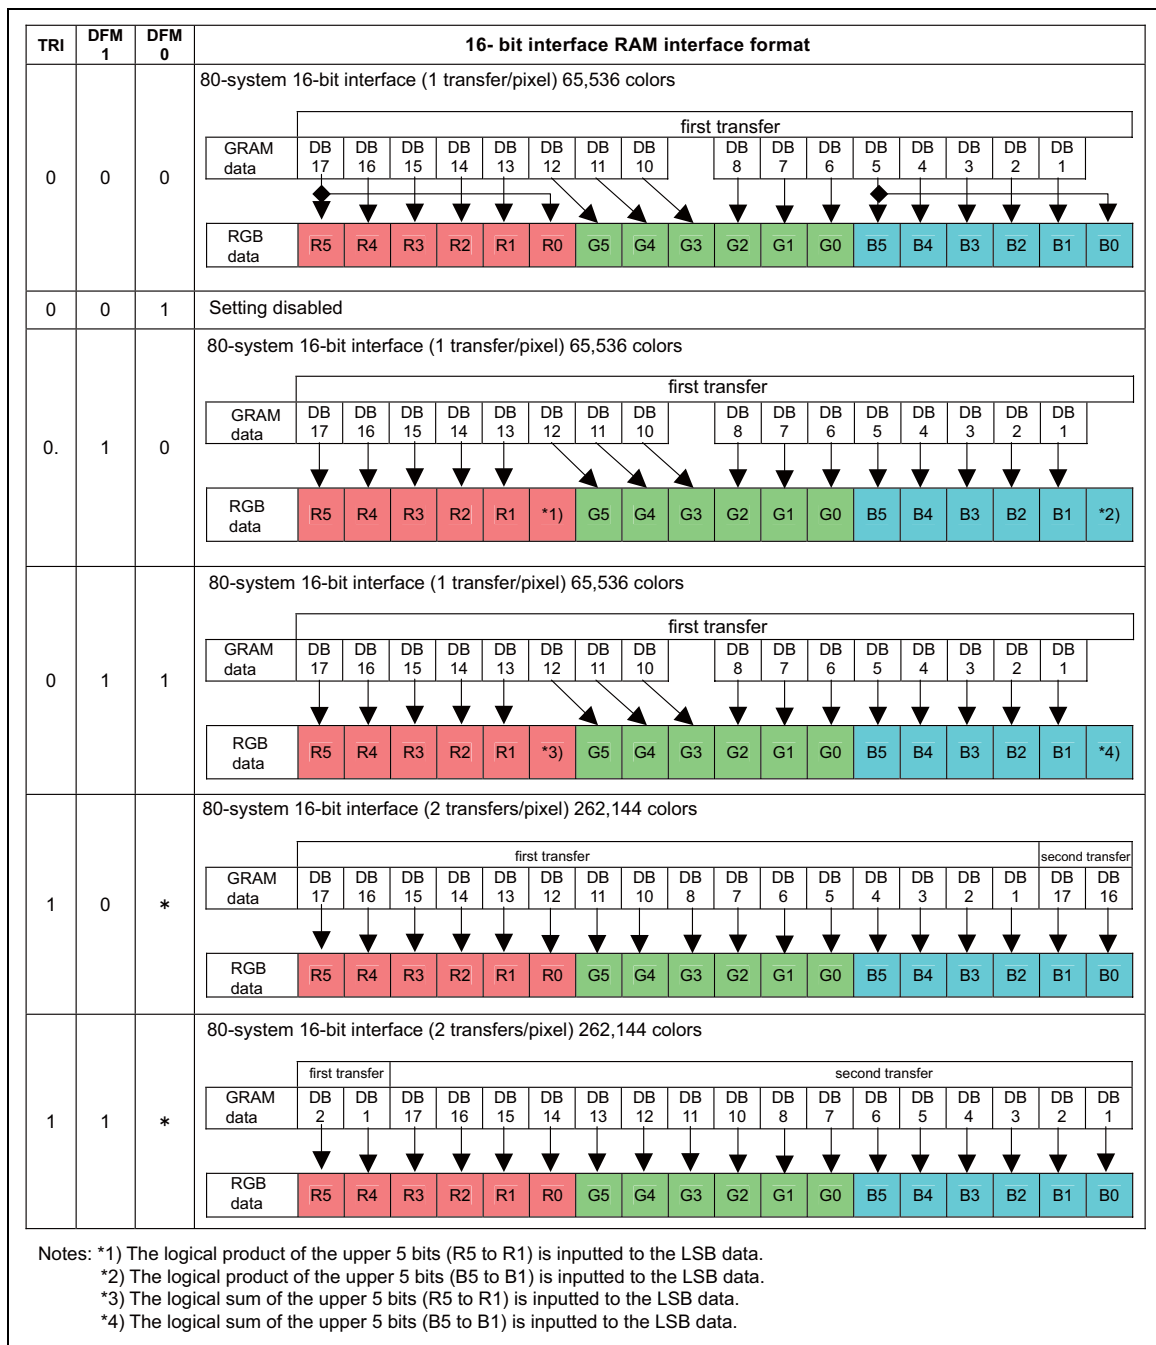 TRI DFM 1 DFM 0 16- bit interface RAM interface format
80-system 16-bit interface (1 transfer/pixel) 65,536 colors
first transfer
GRAM data DB 17 DB 16 DB 15 DB 14 DB 13 DB 12 DB 11 DB 10 DB 8 DB 7 DB 6 DB 5 DB 4 DB 3 DB 2 DB 1
0 0 0
RGB data R5 R4 R3 R2 R1 R0 G5 G4 G3 G2 G1 G0 B5 B4 B3 B2 B1 B0
0 0 1 Setting disabled
80-system 16-bit interface (1 transfer/pixel) 65,536 colors
first transfer
GRAM data DB 17 DB 16 DB 15 DB 14 DB 13 DB 12 DB 11 DB 10 DB 8 DB 7 DB 6 DB 5 DB 4 DB 3 DB 2 DB 1
0. 1 0
RGB data R5 R4 R3 R2 R1 *1) G5 G4 G3 G2 G1 G0 B5 B4 B3 B2 B1 *2)
80-system 16-bit interface (1 transfer/pixel) 65,536 colors
first transfer
GRAM data DB 17 DB 16 DB 15 DB 14 DB 13 DB 12 DB 11 DB 10 DB 8 DB 7 DB 6 DB 5 DB 4 DB 3 DB 2 DB 1
0 1 1
RGB data R5 R4 R3 R2 R1 *3) G5 G4 G3 G2 G1 G0 B5 B4 B3 B2 B1 *4)
80-system 16-bit interface (2 transfers/pixel) 262,144 colors
first transfer second transfer
GRAM data DB 17 DB 16 DB 15 DB 14 DB 13 DB 12 DB 11 DB 10 DB 8 DB 7 DB 6 DB 5 DB 4 DB 3 DB 2 DB 1 DB 17 DB 16
1 0 *
RGB data R5 R4 R3 R2 R1 R0 G5 G4 G3 G2 G1 G0 B5 B4 B3 B2 B1 B0
80-system 16-bit interface (2 transfers/pixel) 262,144 colors
first transfer second transfer
GRAM data DB 2 DB 1 DB 17 DB 16 DB 15 DB 14 DB 13 DB 12 DB 11 DB 10 DB 8 DB 7 DB 6 DB 5 DB 4 DB 3 DB 2 DB 1
1 1 *
RGB data R5 R4 R3 R2 R1 R0 G5 G4 G3 G2 G1 G0 B5 B4 B3 B2 B1 B0
Notes: *1) The logical product of the upper 5 bits (R5 to R1) is inputted to the LSB data.
*2) The logical product of the upper 5 bits (B5 to B1) is inputted to the LSB data.
*3) The logical sum of the upper 5 bits (R5 to R1) is inputted to the LSB data.
*4) The logical sum of the upper 5 bits (B5 to B1) is inputted to the LSB data.